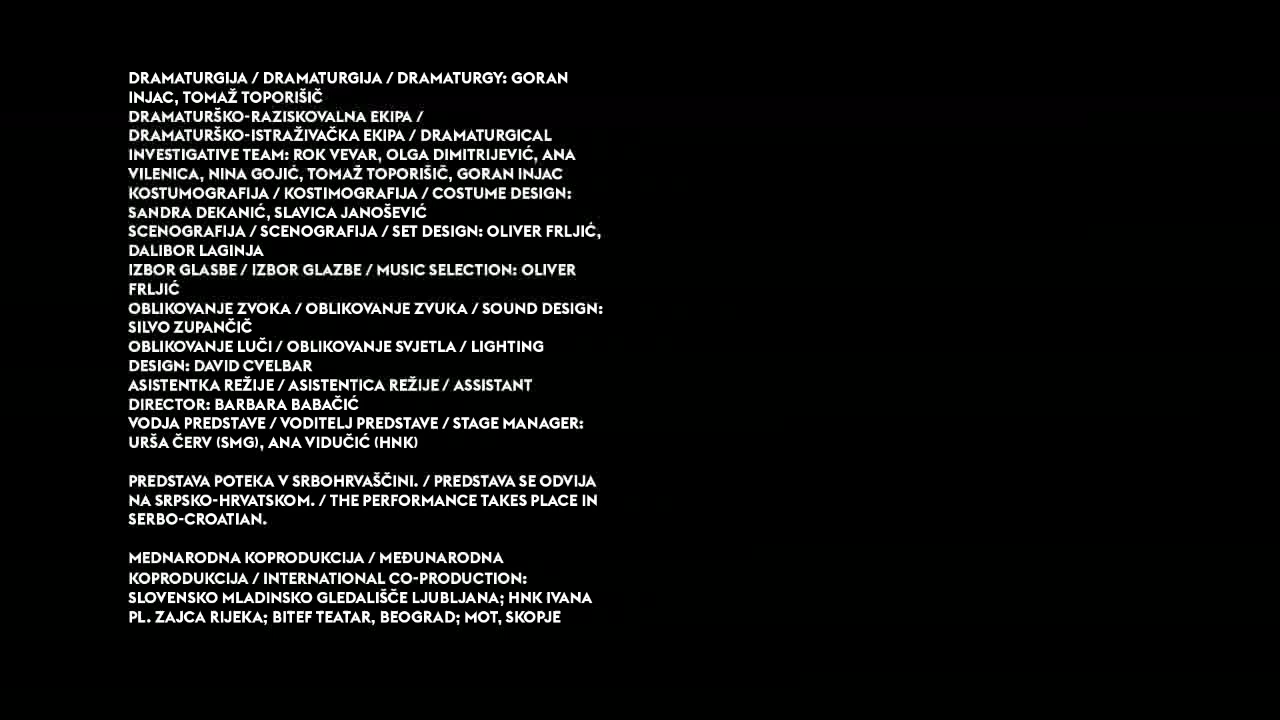 DRAMATURGIJA / DRAMATURGIJA / DRAMATURGY: GORAN
INJAC, TOMAŽ TOPORIŠIČ
DRAMATURŠKO-RAZISKOVALNA EKIPA /
DRAMATURŠKO-ISTRAŽIVAČKA EKIPA / DRAMATURGICAL
INVESTIGATIVE TEAM: ROK VEVAR, OLGA DIMITRIJEVIĆ, ANA
VILENICA, NINA GOJIĆ, TOMAŽ TOPORIŠIČ, GORAN INJAC
KOSTUMOGRAFIJA / KOSTIMOGRAFIJA / COSTUME DESIGN:
SANDRA DEKANIĆ, SLAVICA JANOŠEVIĆ
SCENOGRAFIJA / SCENOGRAFIJA / SET DESIGN: OLIVER FRLJIĆ,
DALIBOR LAGINJA
IZBOR GLASBE / IZBOR GLAZBE / MUSIC SELECTION: OLIVER
FRLJIĆ
OBLIKOVANJE ZVOKA / OBLIKOVANJE ZVUKA / SOUND DESIGN:
SILVO ZUPANČIČ
OBLIKOVANJE LUČI / OBLIKOVANJE SVJETLA / LIGHTING
DESIGN: DAVID CVELBAR
ASISTENTKA REŽIJE / ASISTENTICA REŽIJE / ASSISTANT
DIRECTOR: BARBARA BABAČIĆ
VODJA PREDSTAVE / VODITELJ PREDSTAVE / STAGE MANAGER:
URŠA ČERV (SMG), ANA VIDUČIĆ (HNK)
PREDSTAVA POTEKA V SRBOHRVAŠČINI. / PREDSTAVA SE ODVIJA
NA SRPSKO-HRVATSKOM. / THE PERFORMANCE TAKES PLACE IN
SERBO-CROATIAN.
MEDNARODNA KOPRODUKCIJA / MEĐUNARODNA
KOPRODUKCIJA / INTERNATIONAL CO-PRODUCTION:
SLOVENSKO MLADINSKO GLEDALIŠČE LJUBLJANA; HNK IVANA
PL. ZAJCA RIJEKA; BITEF TEATAR, BEOGRAD; MOT, SKOPJE